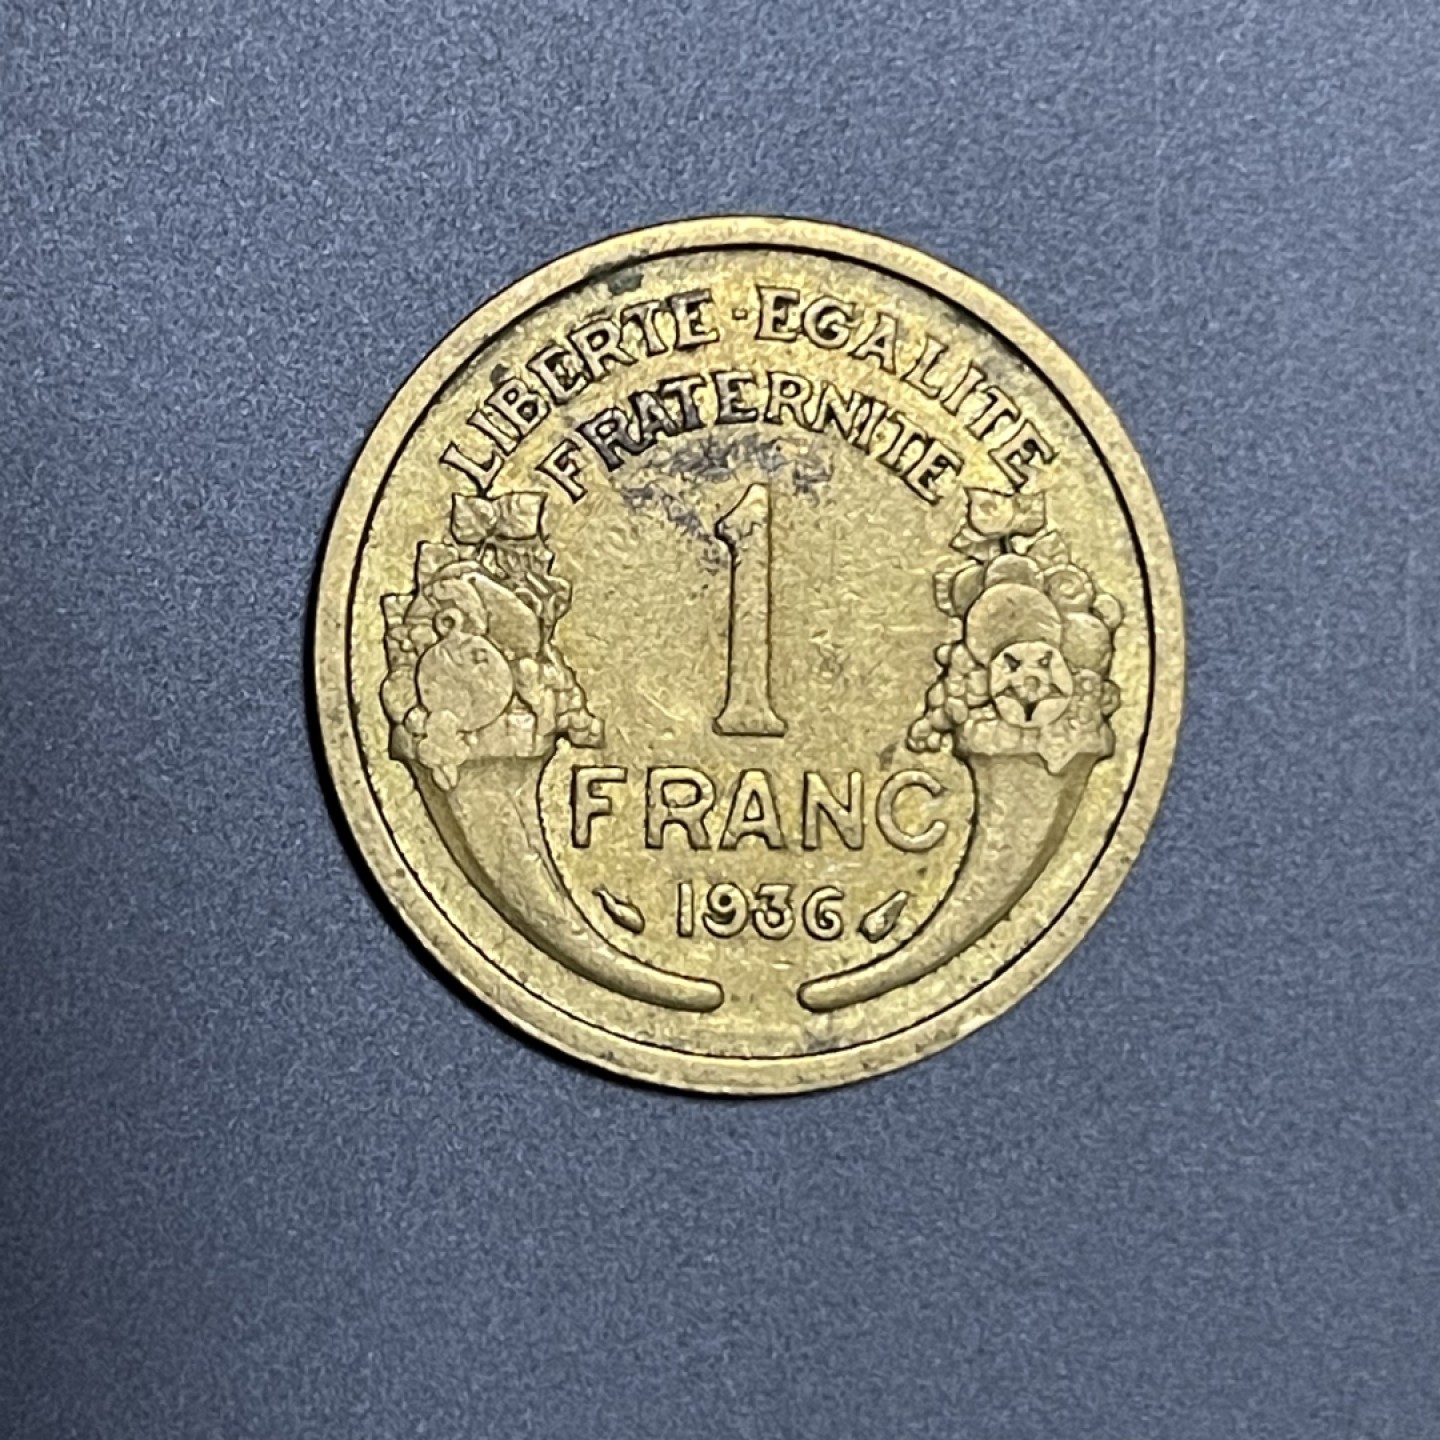 LIBERTE · EGALITE
FRATERNITE
1
FRANC
1936